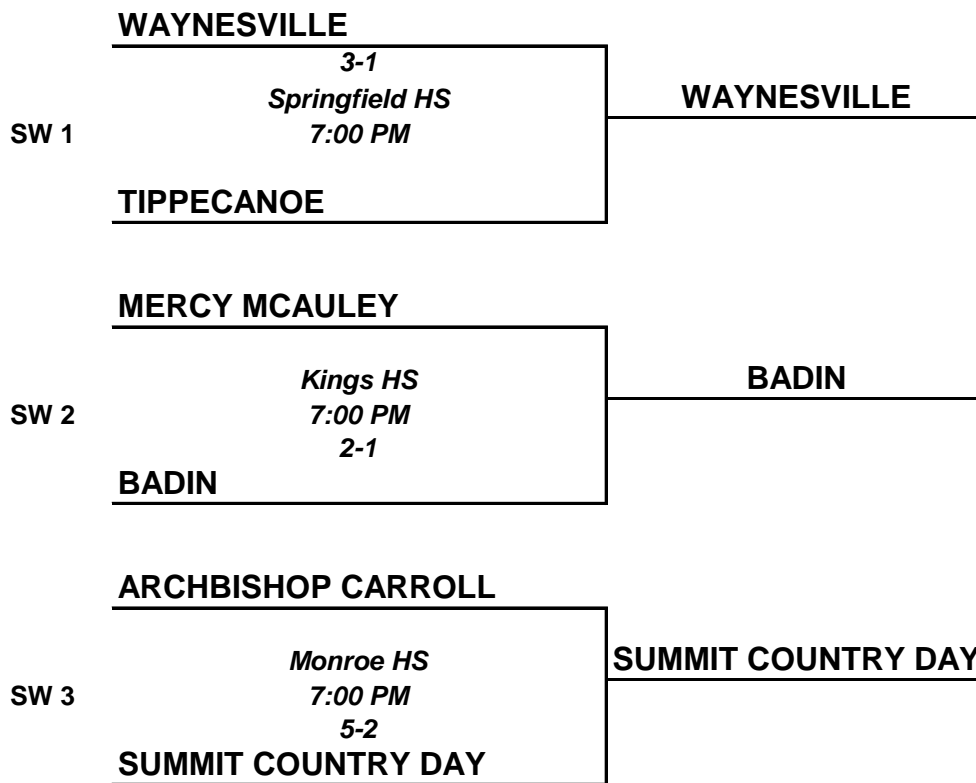 WAYNESVILLE
3-1
Springfield HS
WAYNESVILLE
SW 1
7:00 PM
TIPPECANOE
MERCY MCAULEY
Kings HS
BADIN
SW 2
7:00 PM
2-1
BADIN
ARCHBISHOP CARROLL
Monroe HS
SUMMIT COUNTRY DAY
SW 3
7:00 PM
5-2
SUMMIT COUNTRY DAY